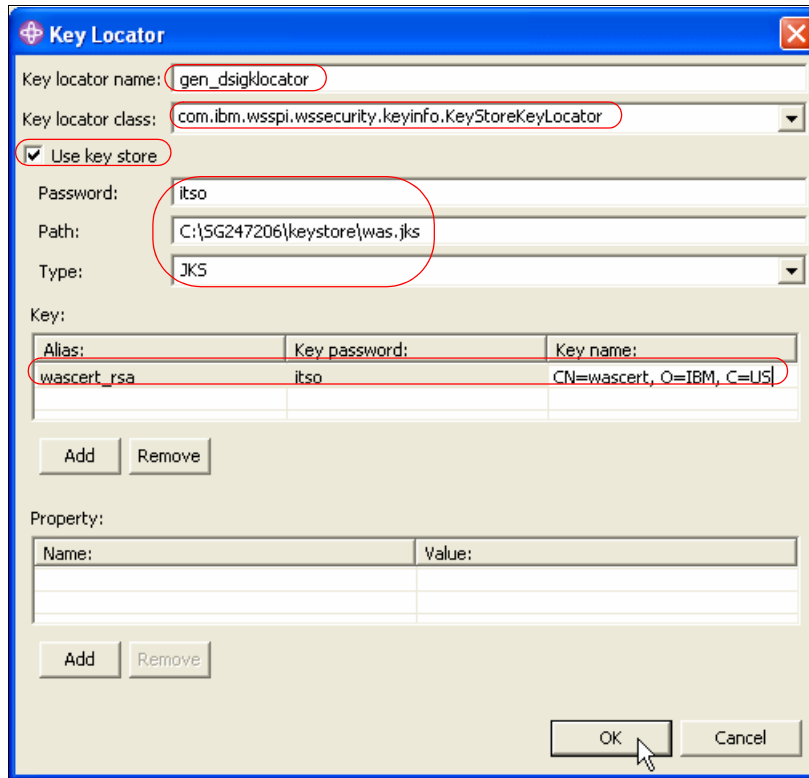 Key Locator
Key locator name: gen_dsigklocator
Key locator class: com.ibm.wsspi.wssecurity.keyinfo.KeyStoreKeyLocator
Use key store
Password: itso
Path: C:\SG247206\keystore\was.jks
Type: JKS
Key:
Alias: Key password: Key name:
wascert_rsa itso CN=wascert, O=IBM, C=US
Add Remove
Property:
Name: Value:
Add Remove
OK Cancel